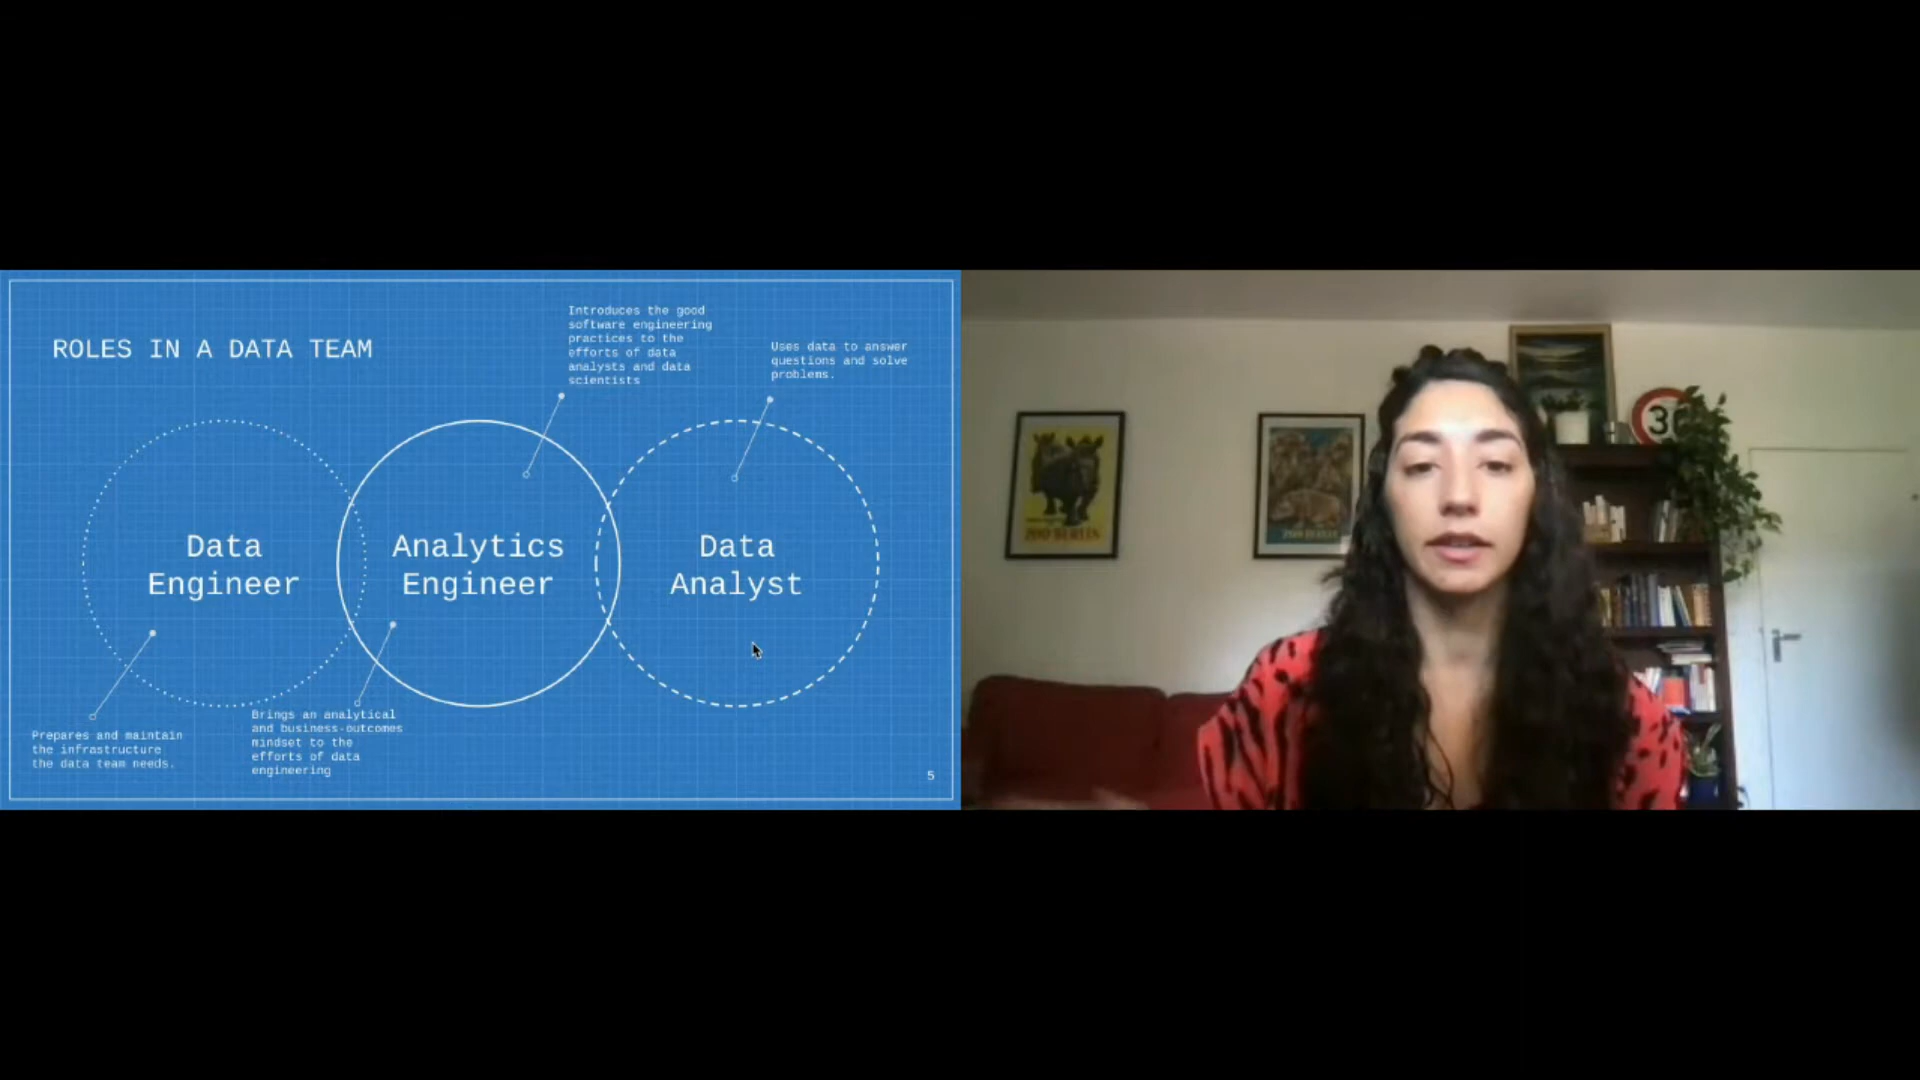 ROLES IN A DATA TEAM
Introduces the good
software engineering
practices to the
efforts of data
analysts and data
scientists
Uses data to answer
questions and solve
problems.
Data
Engineer
Analytics
Engineer
Data
Analyst
Prepares and maintain
the infrastructure
the data team needs.
Brings an analytical
and business-outcomes
mindset to the
efforts of data
engineering
5
ZOO BERLIN